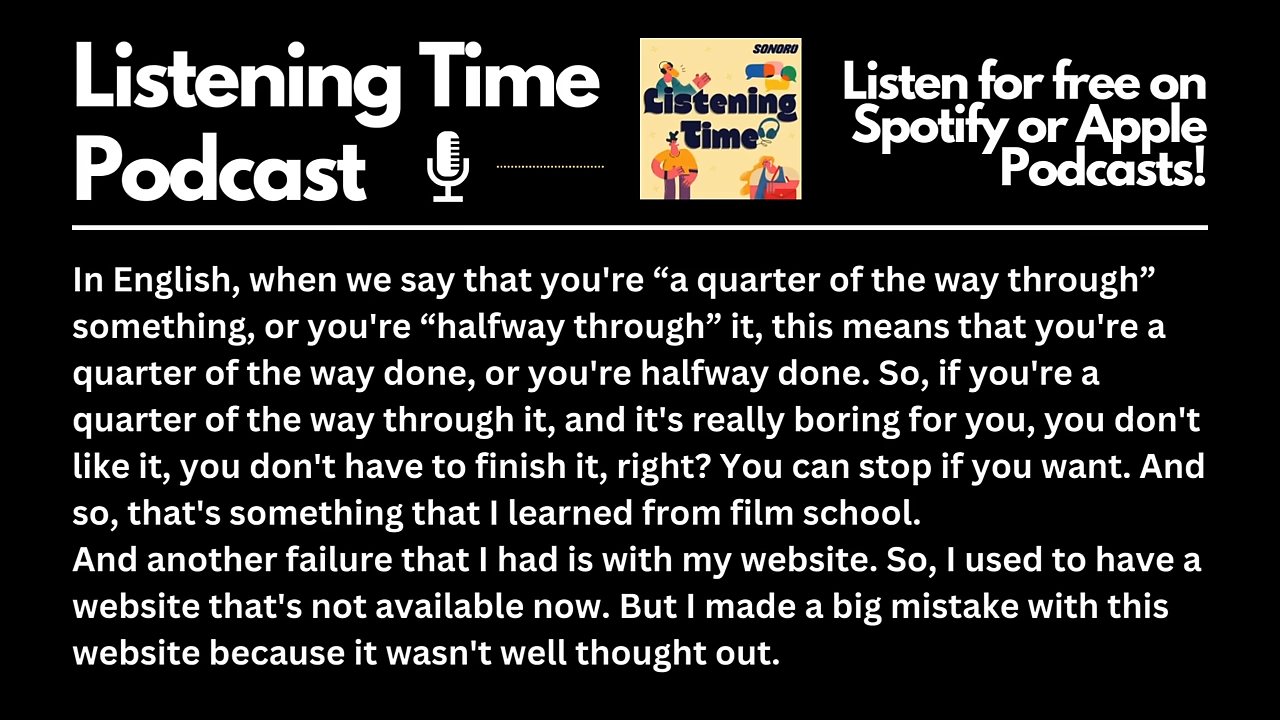 Listening Time
Podcast
SONORO
Listening
Time
Listen for free on
Spotify or Apple
Podcasts!
In English, when we say that you're “a quarter of the way through”
something, or you're “halfway through” it, this means that you're a
quarter of the way done, or you're halfway done. So, if you're a
quarter of the way through it, and it's really boring for you, you don't
like it, you don't have to finish it, right? You can stop if you want. And
so, that's something that I learned from film school.
And another failure that I had is with my website. So, I used to have a
website that's not available now. But I made a big mistake with this
website because it wasn't well thought out.